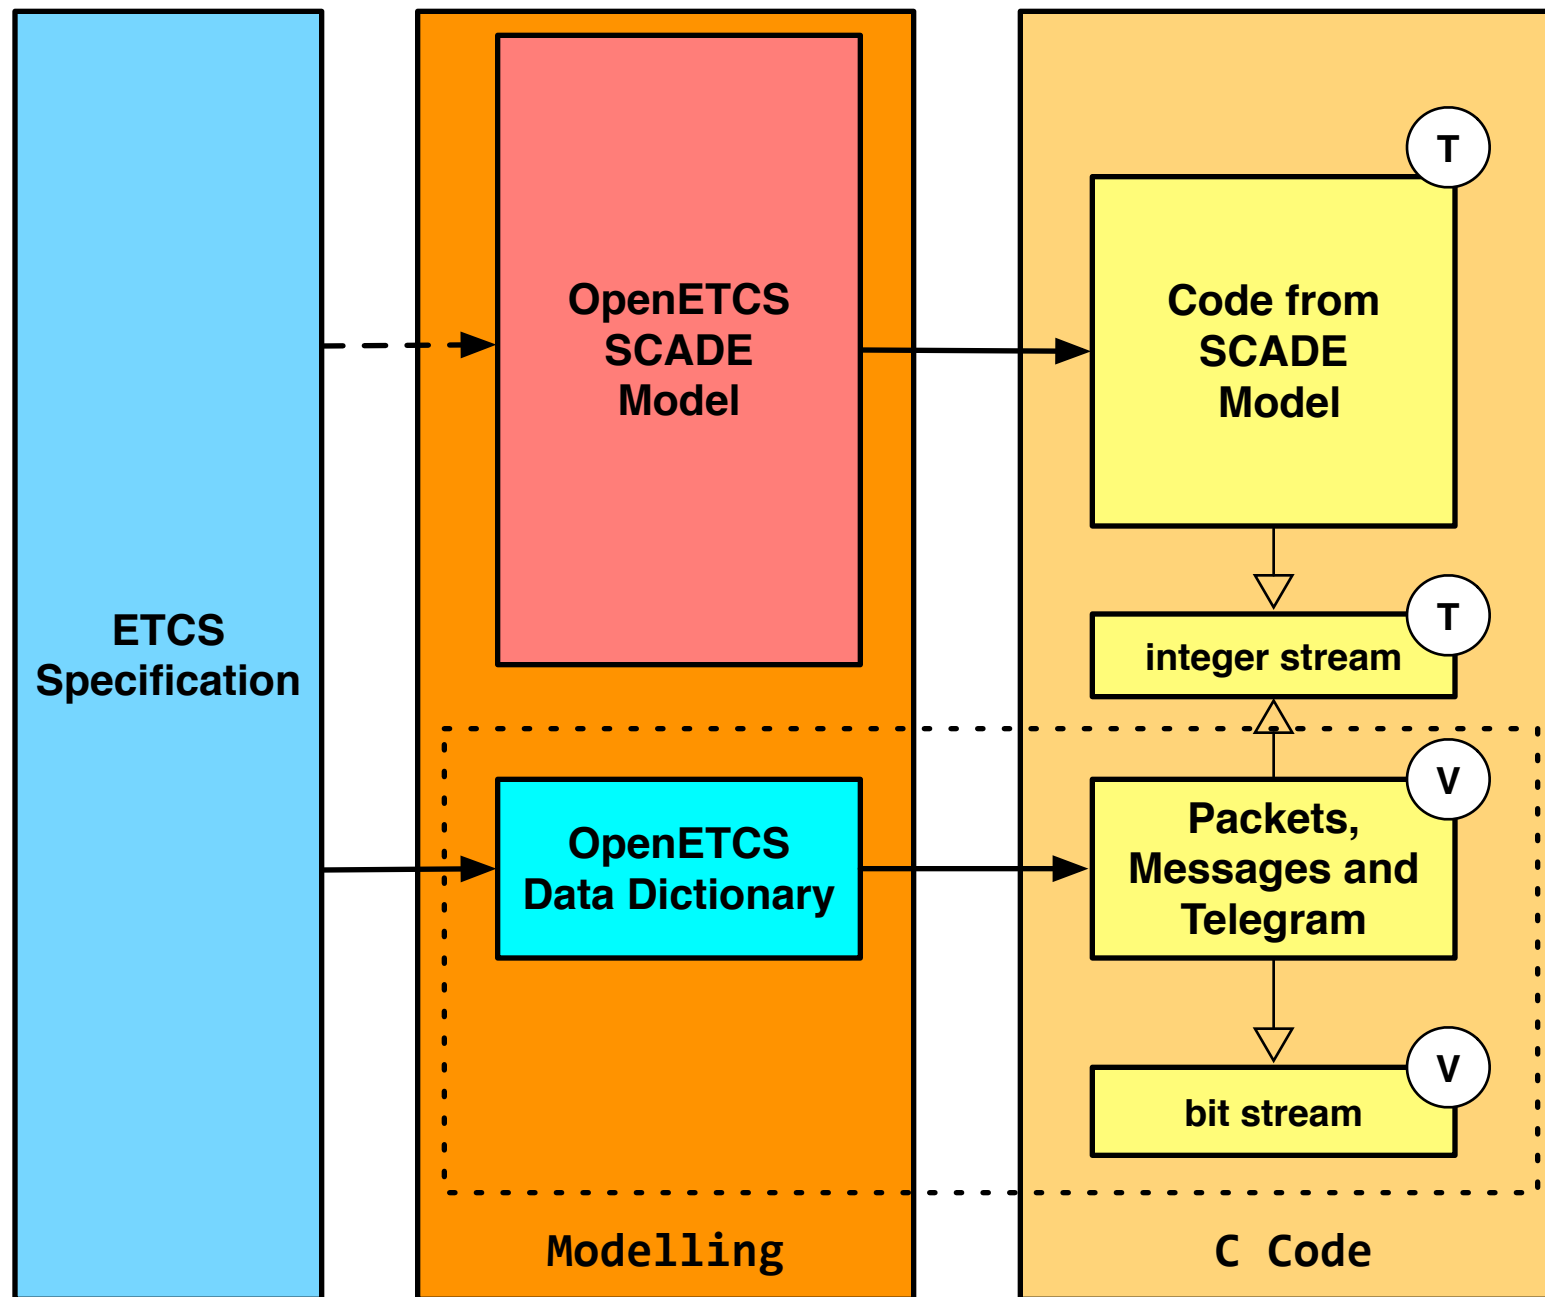 ETCS
Specification
OpenETCS
SCADE
Model
OpenETCS
Data Dictionary
Modelling
T
Code from
SCADE
Model
T
integer stream
V
Packets,
Messages and
Telegram
V
bit stream
C Code